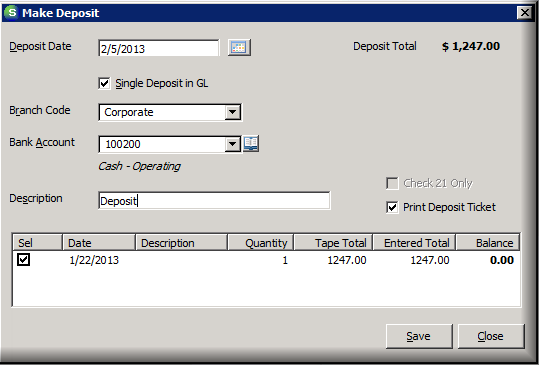 S Make Deposit
Deposit Date 2/5/2013 Deposit Total $ 1,247.00
Single Deposit in GL
Branch Code Corporate
Bank Account 100200
Cash - Operating
Check 21 Only
Description Deposit
Print Deposit Ticket
Sel Date Description Quantity Tape Total Entered Total Balance
1/22/2013 1 1247.00 1247.00 0.00
Save Close